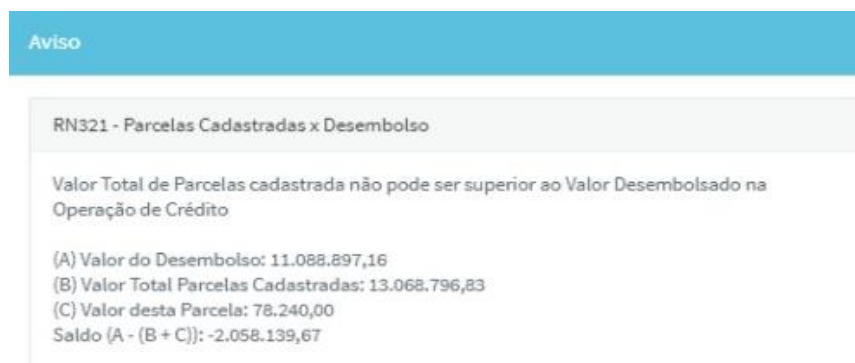 Aviso
RN321 - Parcelas Cadastradas x Desembolso
Valor Total de Parcelas cadastrada não pode ser superior ao Valor Desembolsado na
Operação de Crédito
(A) Valor do Desembolso: 11.088.897,16
(B) Valor Total Parcelas Cadastradas: 13.068.796,83
(C) Valor desta Parcela: 78.240,00
Saldo (A - (B + C)): -2.058.139,67